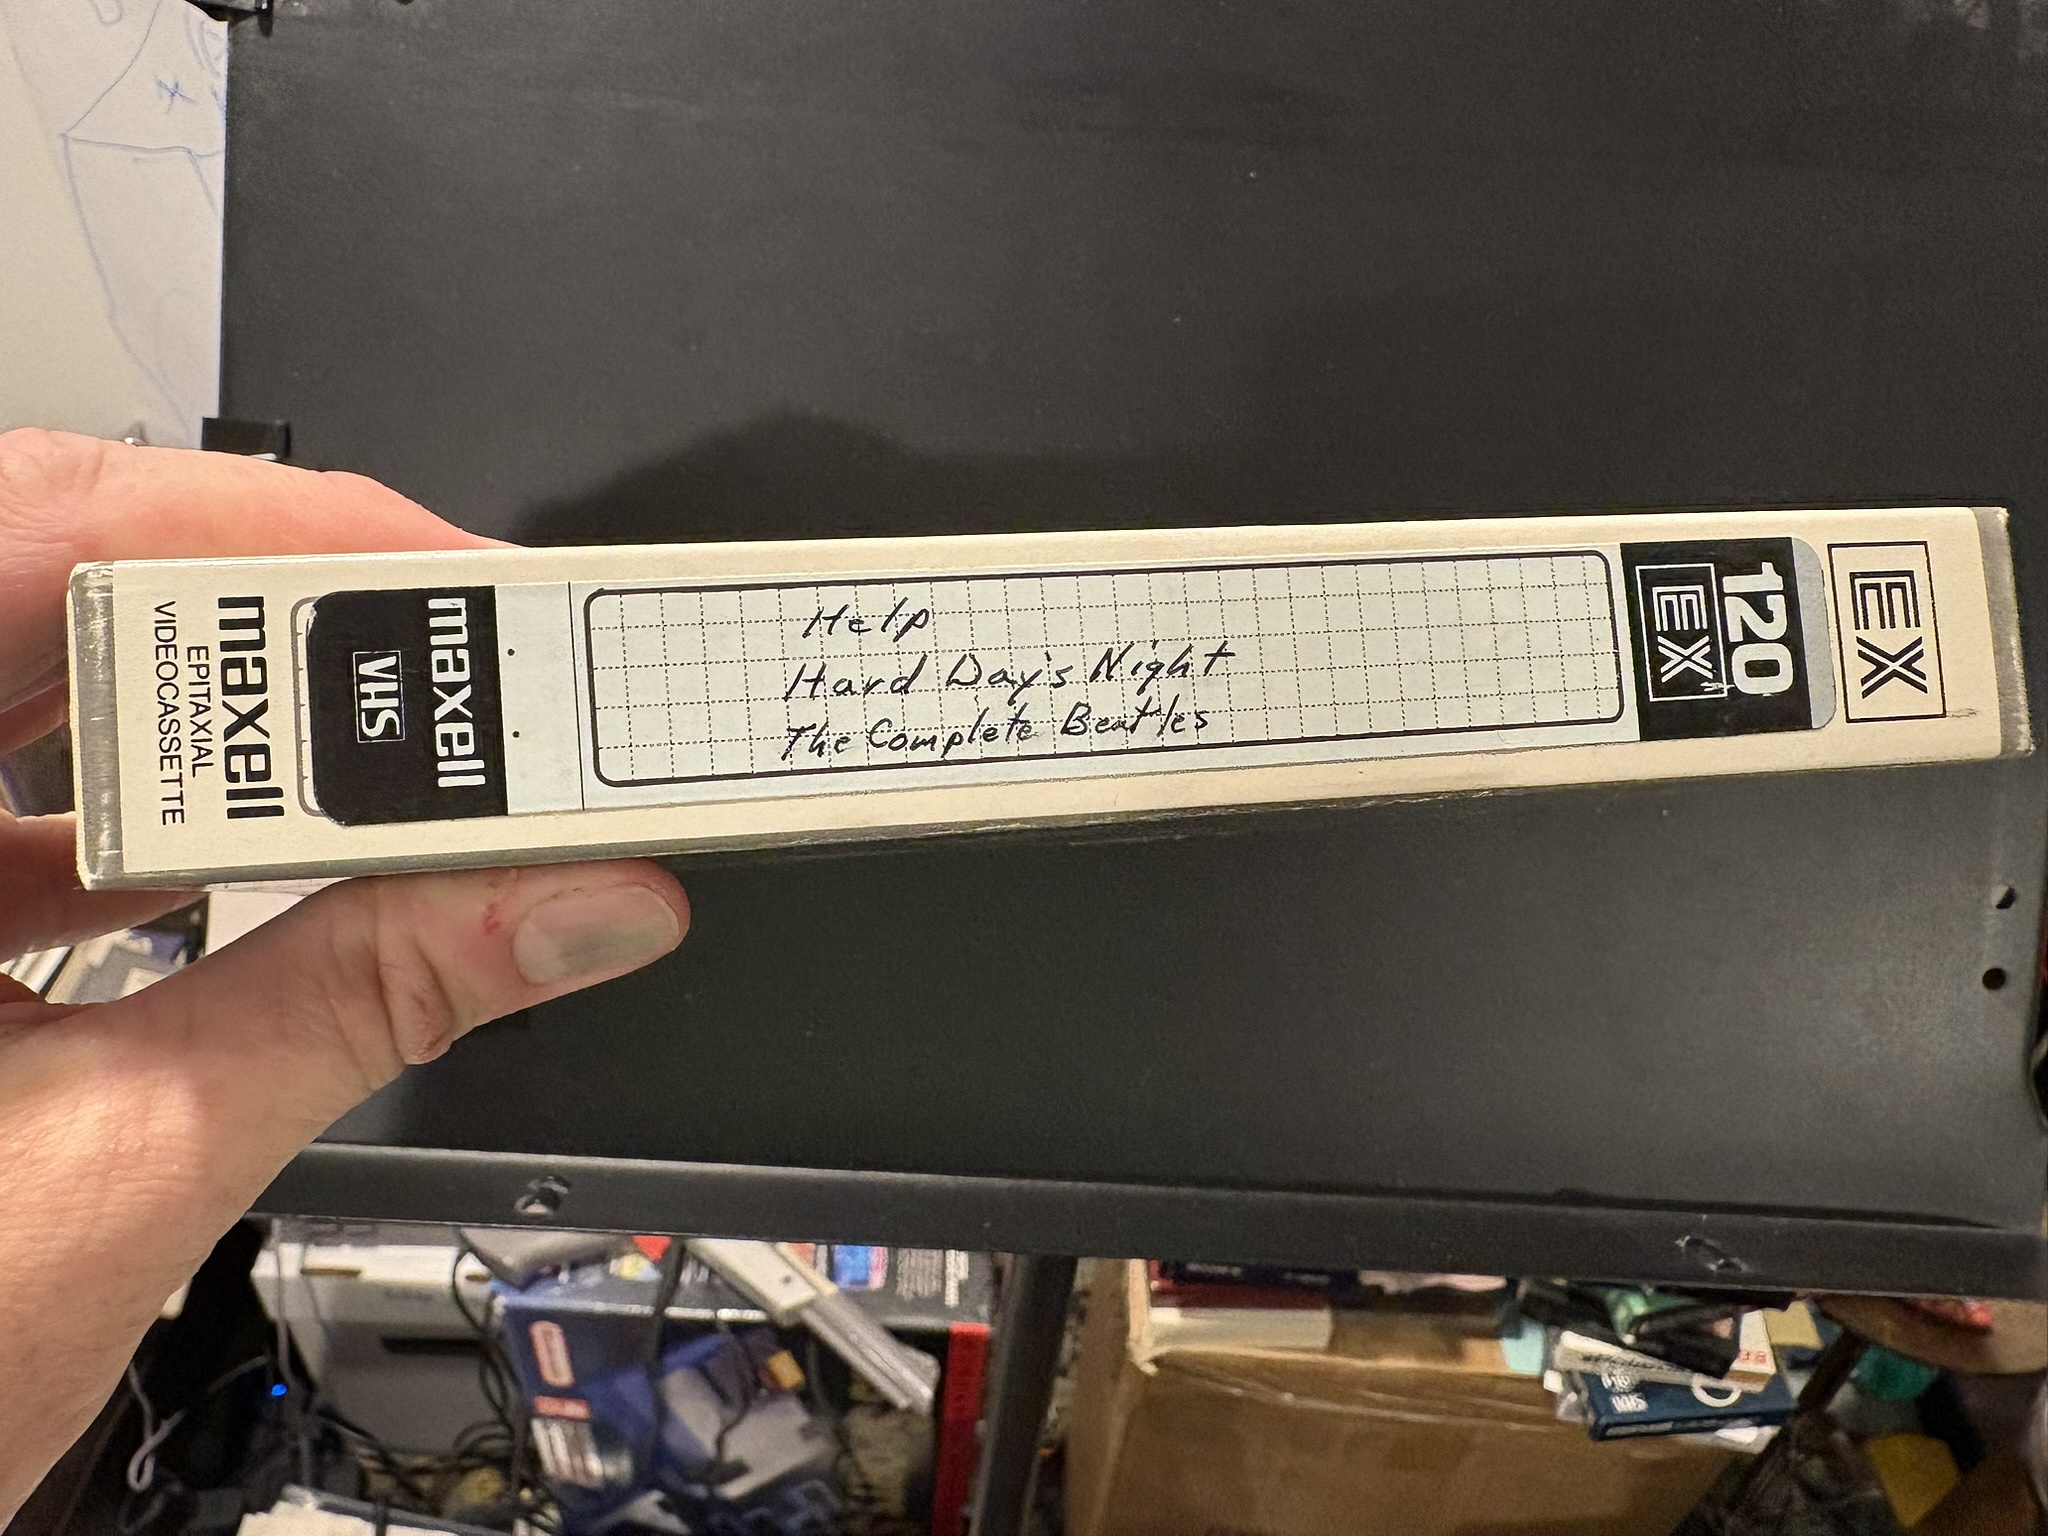 maxell
EPITAXIAL
VIDEOCASSETTE
maxell
VHS
Help
Hard Day's Night
The Complete Beatles
120
EX
EX